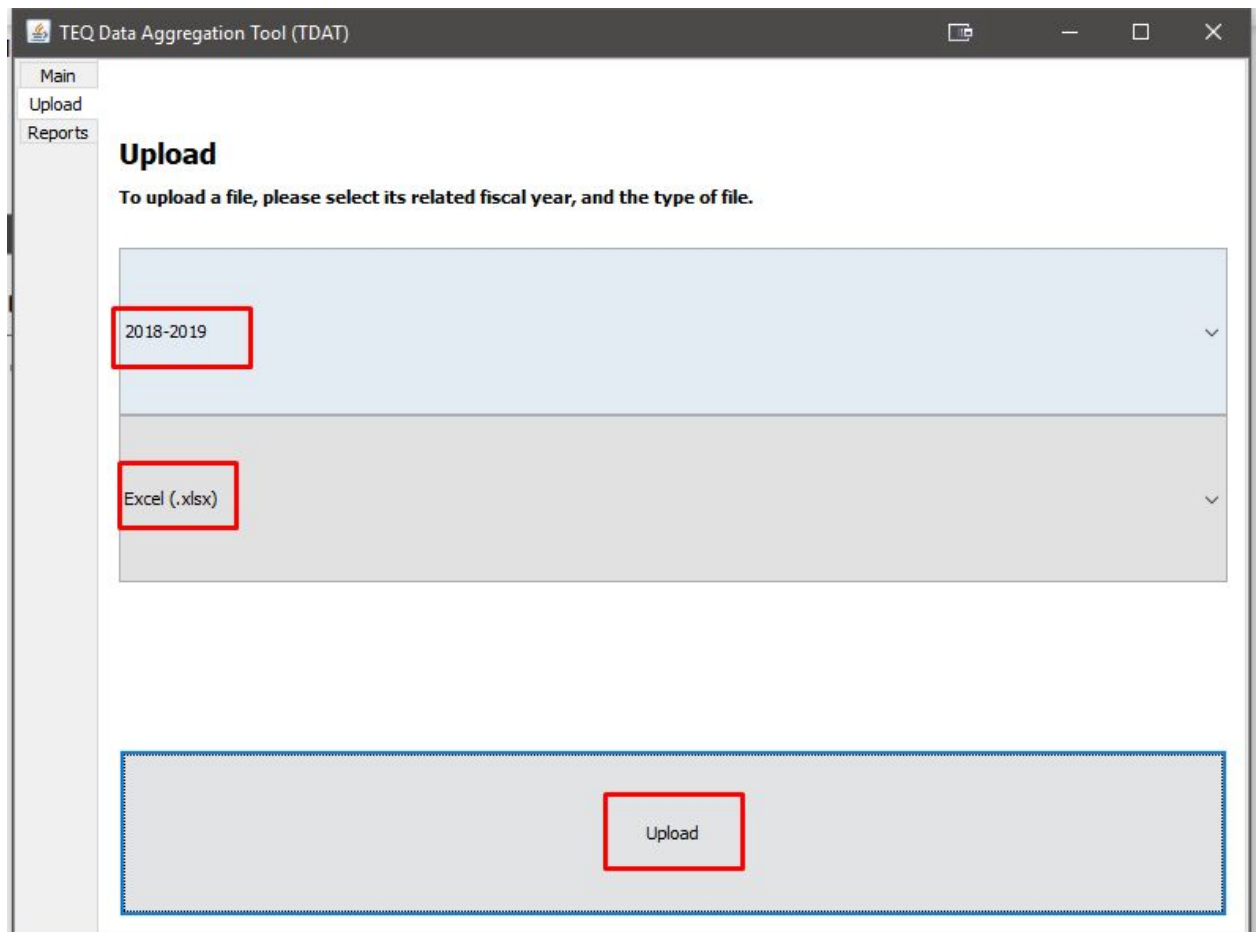 TEQ Data Aggregation Tool (TDAT)
Main
Upload
Reports
Upload
To upload a file, please select its related fiscal year, and the type of file.
2018-2019
Excel (.xlsx)
Upload